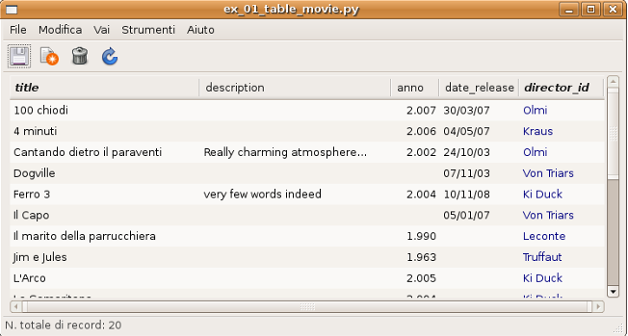 ex_01_table_movie.py
File Modifica Vai Strumenti Aiuto
title description anno date_release director_id
100 chiodi 2.007 30/03/07 Olmi
4 minuti 2.006 04/05/07 Kraus
Cantando dietro il paraventi Really charming atmosphere... 2.002 24/10/03 Olmi
Dogville 07/11/03 Von Triars
Ferro 3 very few words indeed 2.004 10/11/08 Ki Duck
Il Capo 05/01/07 Von Triars
Il marito della parrucchiera 1.990 Leconte
Jim e Jules 1.963 Truffaut
L'Arco 2.005 Ki Duck
N. totale di record: 20